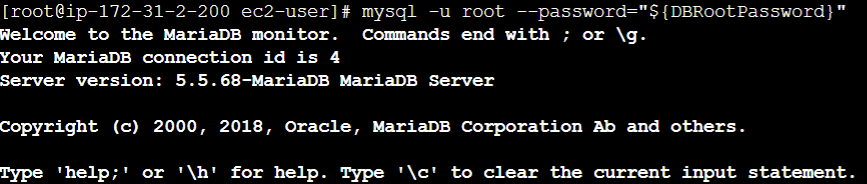 [root@ip-172-31-2-200 ec2-user]# mysql -u root --password="${DBRootPassword}"
Welcome to the MariaDB monitor.  Commands end with ; or \g.
Your MariaDB connection id is 4
Server version: 5.5.68-MariaDB MariaDB Server
Copyright (c) 2000, 2018, Oracle, MariaDB Corporation Ab and others.
Type 'help;' or '\h' for help. Type '\c' to clear the current input statement.